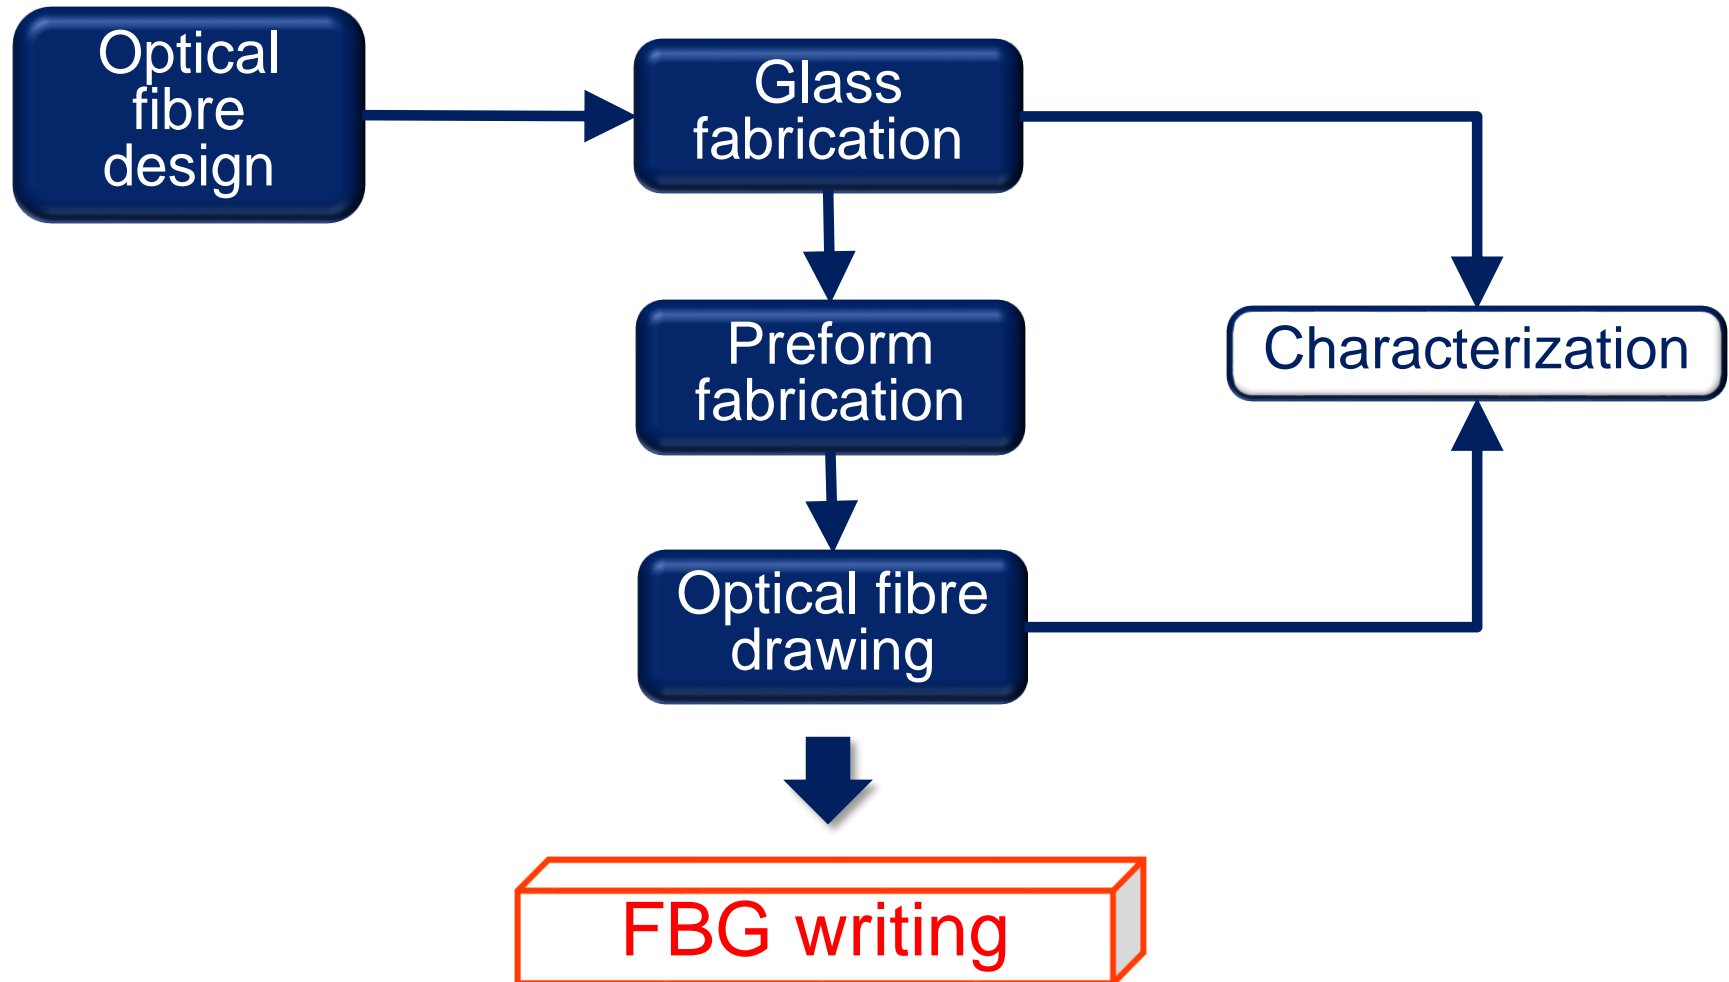 Optical
fibre
design
Glass
fabrication
Preform
fabrication
Characterization
Optical fibre
drawing
FBG writing